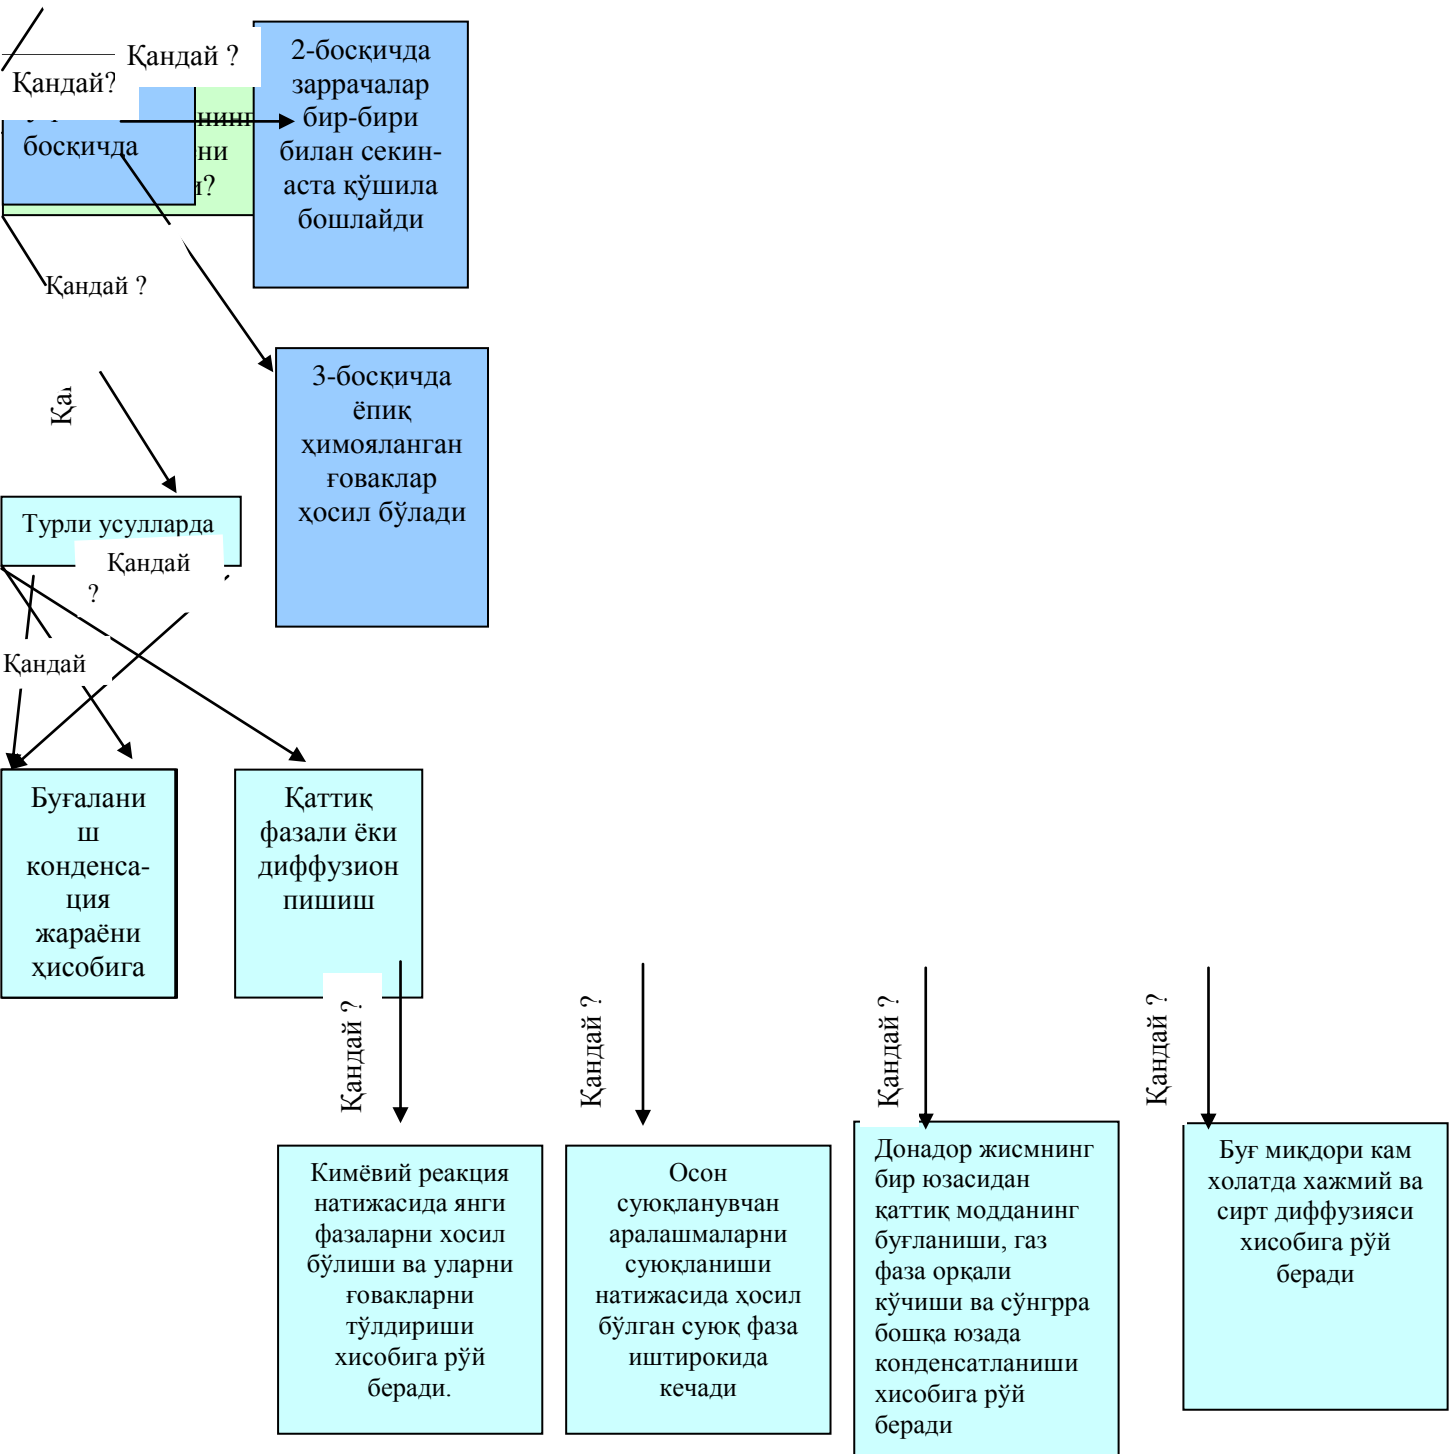 Қандай ?
Қандай?
босқичда
нинг
ни
и?
2-босқичда
заррачалар
бир-бири
билан секин-
аста қўшила
бошлайди
Қандай ?
3-босқичда
ёпиқ
ҳимояланган
ғоваклар
ҳосил бўлади
Турли усулларда
Қандай
?
Қандай
Буғалани
ш
конденса-
ция
жараёни
ҳисобига
Қаттиқ
фазали ёки
диффузион
пишиш
Қандай ?
Қандай ?
Қандай ?
Қандай ?
Кимёвий реакция
натижасида янги
фазаларни хосил
бўлиши ва уларни
ғовакларни
тўлдириши
хисобига рўй
беради.
Осон
суюқланувчан
аралашмаларни
суюқланиши
натижасида ҳосил
бўлган суюқ фаза
иштирокида
кечади
Донадор жисмнинг
бир юзасидан
қаттиқ модданинг
буғланиши, газ
фаза орқали
кўчиши ва сўнгрра
бошқа юзада
конденсатланиши
хисобига рўй
беради
Буғ миқдори кам
холатда хажмий ва
сирт диффузияси
хисобига рўй
беради